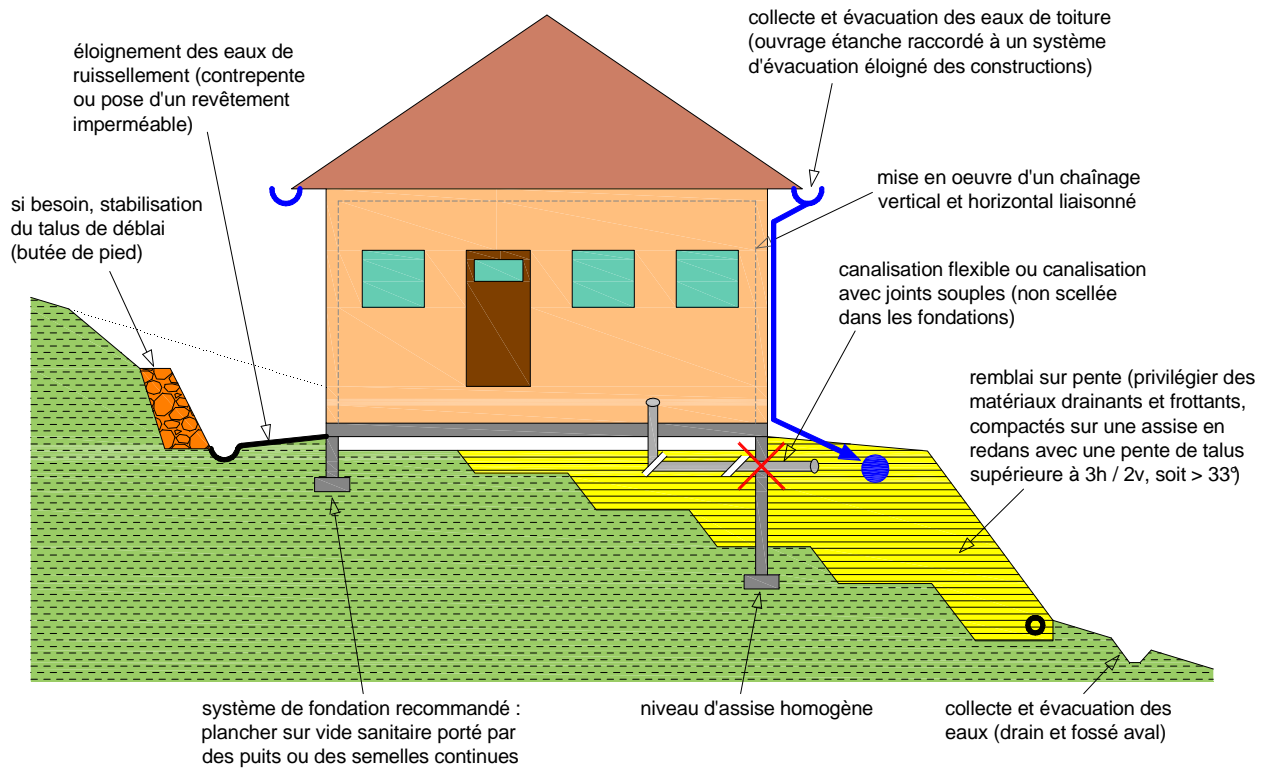 collecte et évacuation des eaux de toiture
(ouvrage étanche raccordé à un système
d'évacuation éloigné des constructions)
éloignement des eaux de
ruissellement (contrepente
ou pose d'un revêtement
imperméable)
mise en oeuvre d'un chaînage
vertical et horizontal liaisonné
si besoin, stabilisation
du talus de déblai
(butée de pied)
canalisation flexible ou canalisation
avec joints souples (non scellée
dans les fondations)
remblai sur pente (privilégier des
matériaux drainants et frottants,
compactés sur une assise en
redans avec une pente de talus
supérieure à 3h / 2v, soit > 33°)
système de fondation recommandé :
plancher sur vide sanitaire porté par
des puits ou des semelles continues
niveau d'assise homogène
collecte et évacuation des
eaux (drain et fossé aval)